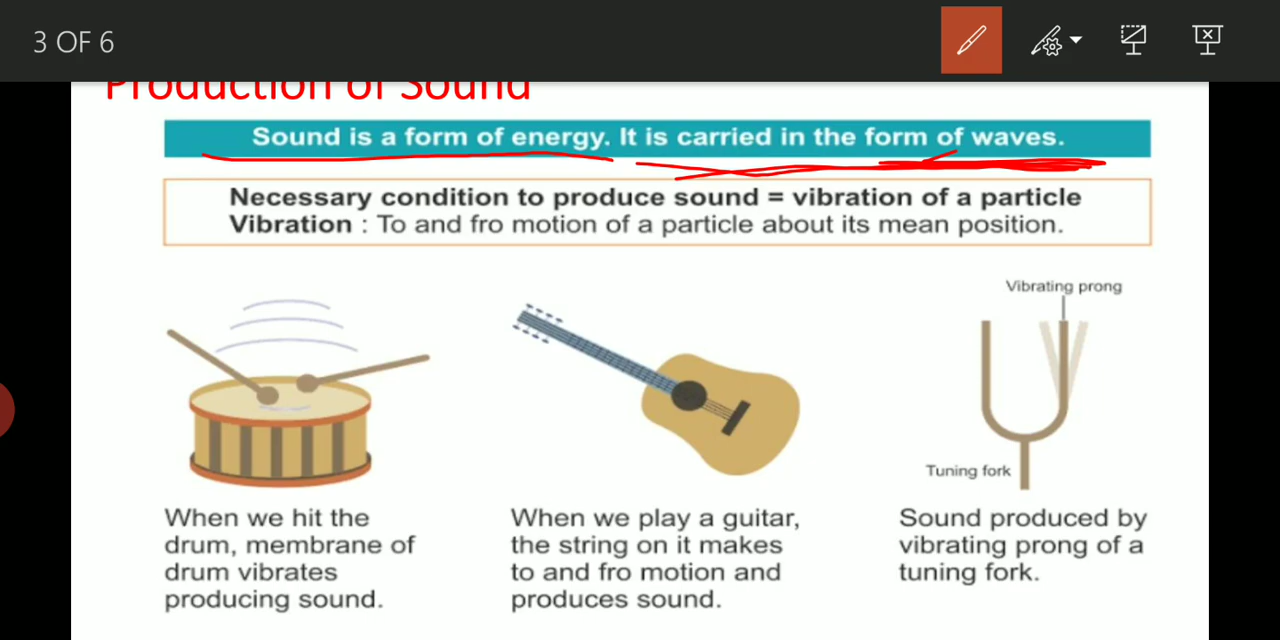 3 OF 6
Production of Sound
Sound is a form of energy. It is carried in the form of waves.
Necessary condition to produce sound = vibration of a particle
Vibration : To and fro motion of a particle about its mean position.
Vibrating prong
Tuning fork
When we hit the
drum, membrane of
drum vibrates
producing sound.
When we play a guitar,
the string on it makes
to and fro motion and
produces sound.
Sound produced by
vibrating prong of a
tuning fork.